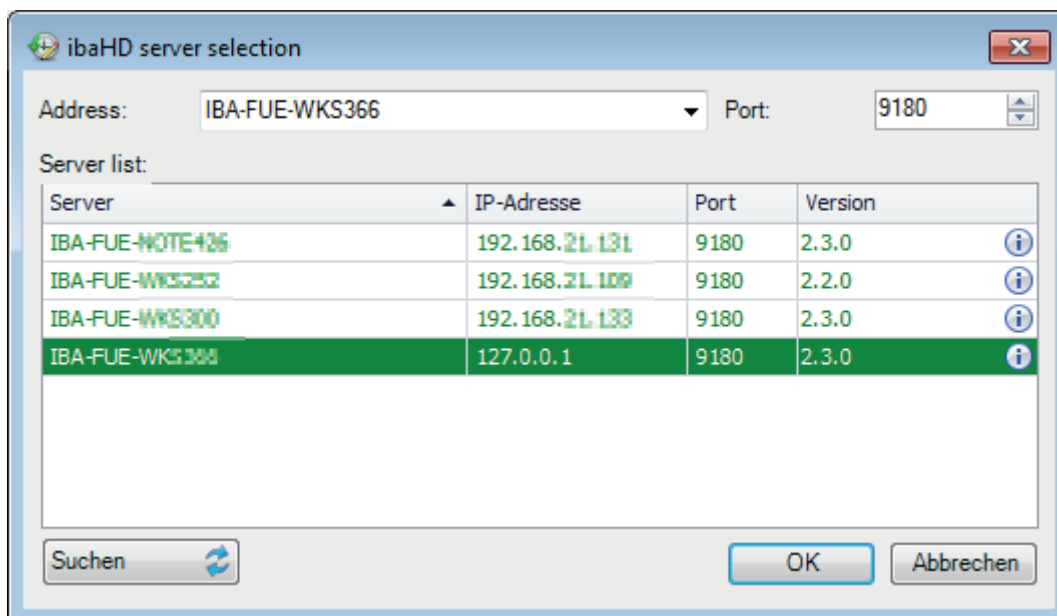 ibaHD server selection
Address: IBA-FUE-WKS366 Port: 9180
Server list:
Server IP-Adresse Port Version
IBA-FUE- 192.168. 9180 2.3.0
IBA-FUE- 192.168. 9180 2.2.0
IBA-FUE- 192.168. 9180 2.3.0
IBA-FUE-WKS366 127.0.0.1 9180 2.3.0
Suchen OK Abbrechen